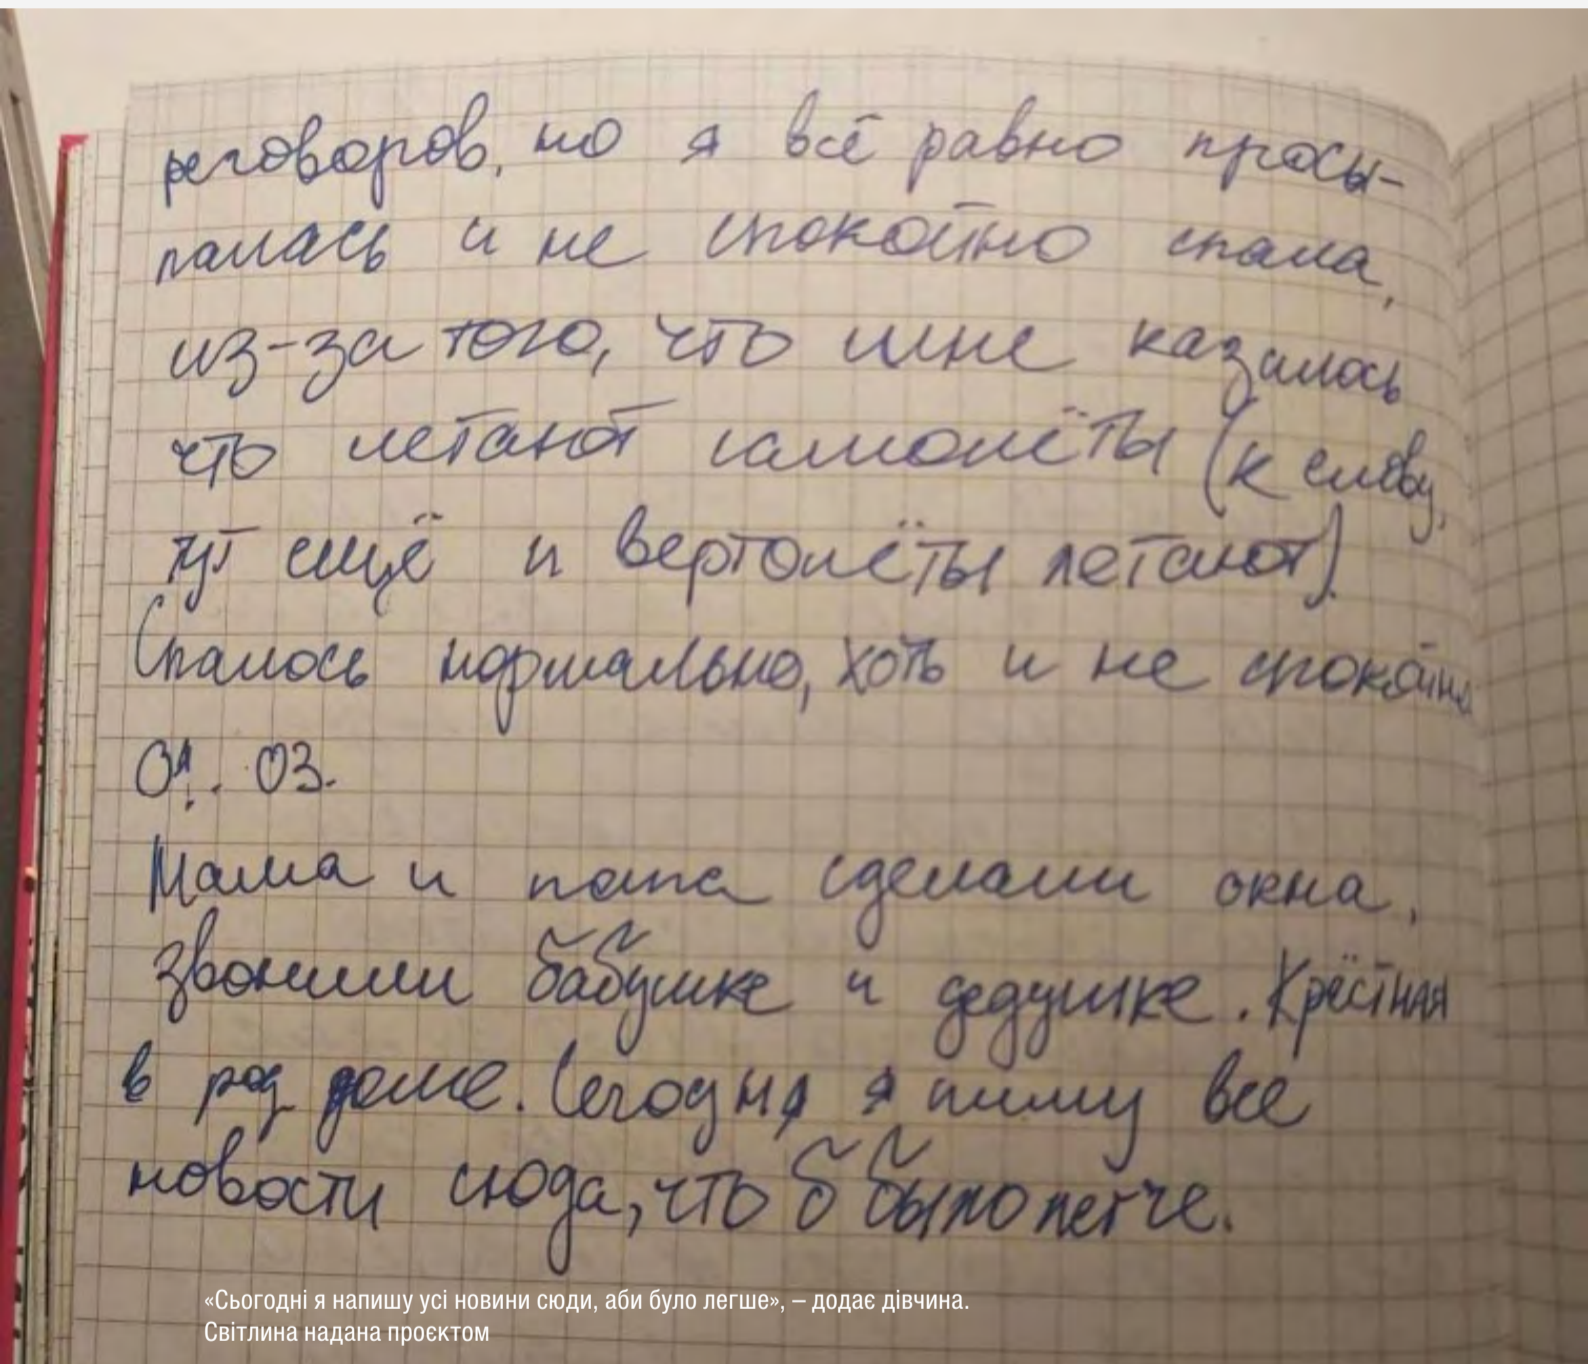 реговоров, но я всё равно просы-
палась и не спокойно спала,
из-за того, что мне казалось
что летают самолёты (к слову,
тут ещё и вертолёты летают).
Спалось нормально, хоть и не спокойно
01. 03.
Мама и папа сделали окна,
звонили бабушке и дедушке. Крёстная
в род доме. Сегодня я пишу все
новости сюда, что б было легче.
«Сьогодні я напишу усі новини сюди, аби було легше», – додає дівчина.
Світлина надана проєктом